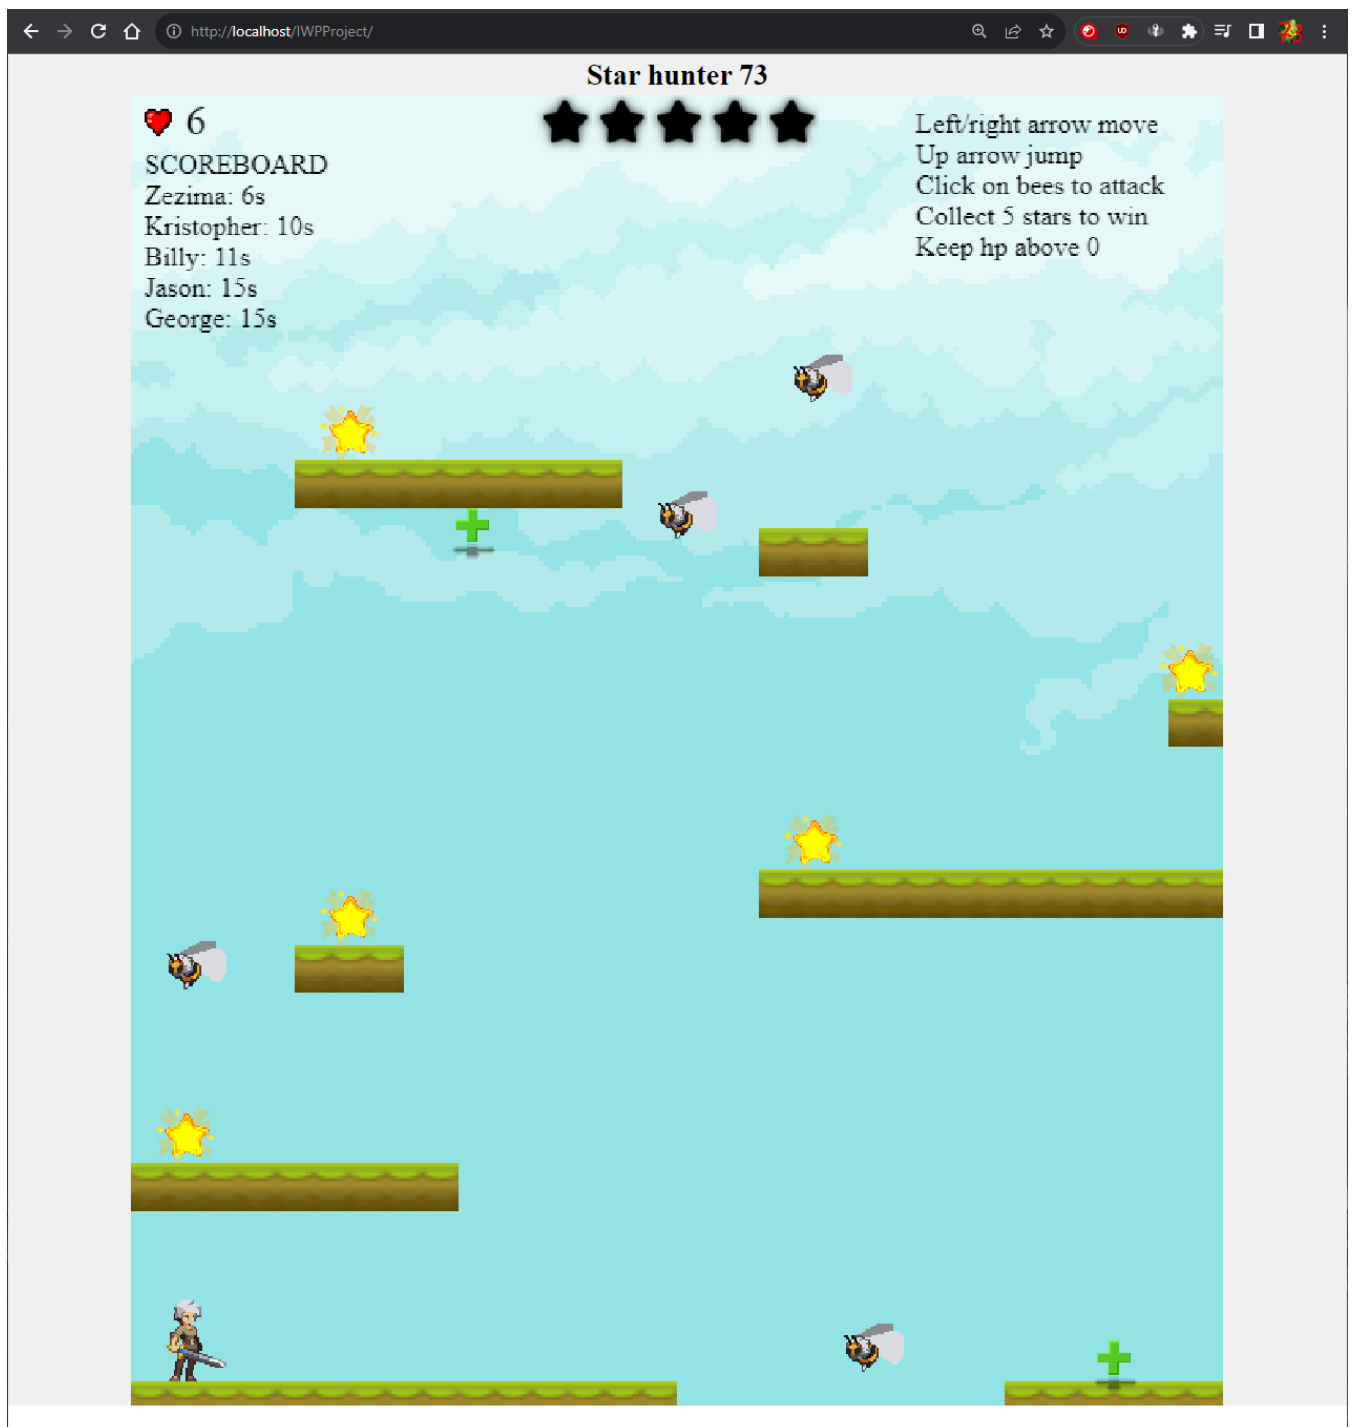 http://localhost/IWPProject/
Star hunter 73
6
SCOREBOARD
Zezima: 6s
Kristopher: 10s
Billy: 11s
Jason: 15s
George: 15s
Left/right arrow move
Up arrow jump
Click on bees to attack
Collect 5 stars to win
Keep hp above 0